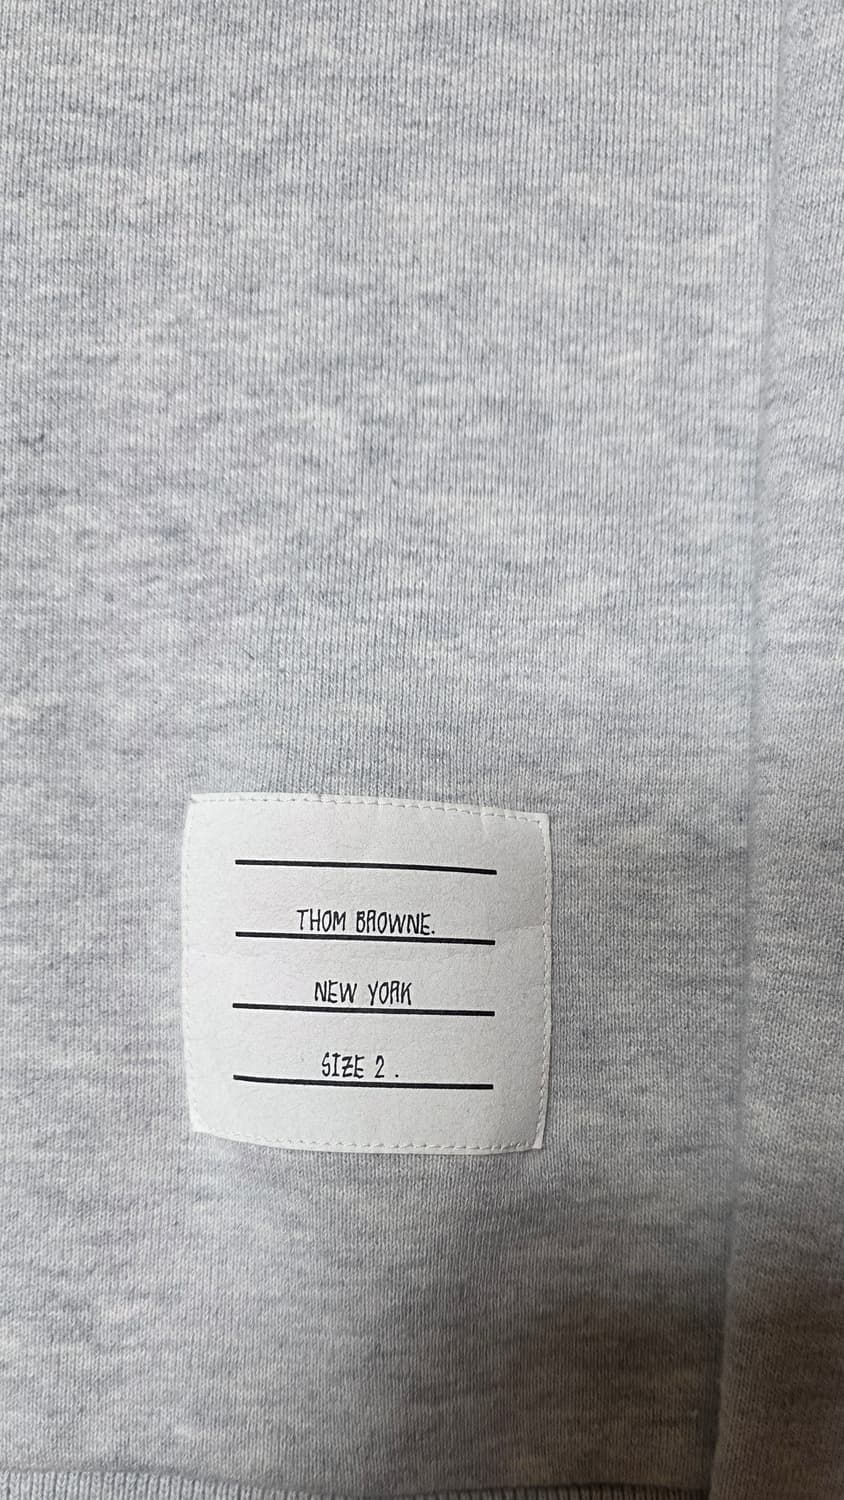 THOM BROWNE.
NEW YORK
SIZE 2.